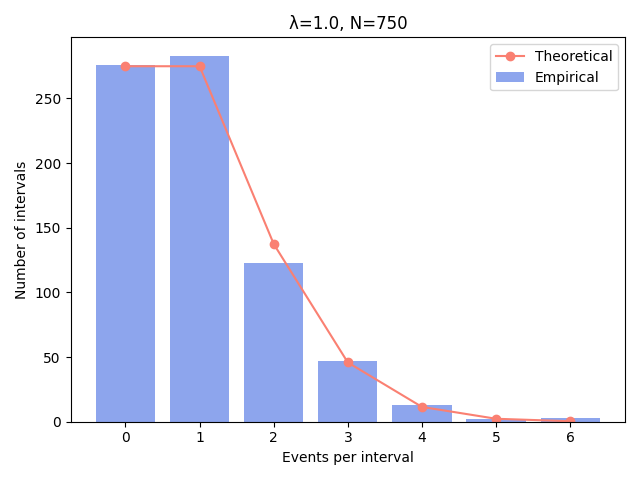 λ=1.0, N=750
Theoretical
Empirical
Number of intervals
250
200
150
100
50
0
0 1 2 3 4 5 6
Events per interval